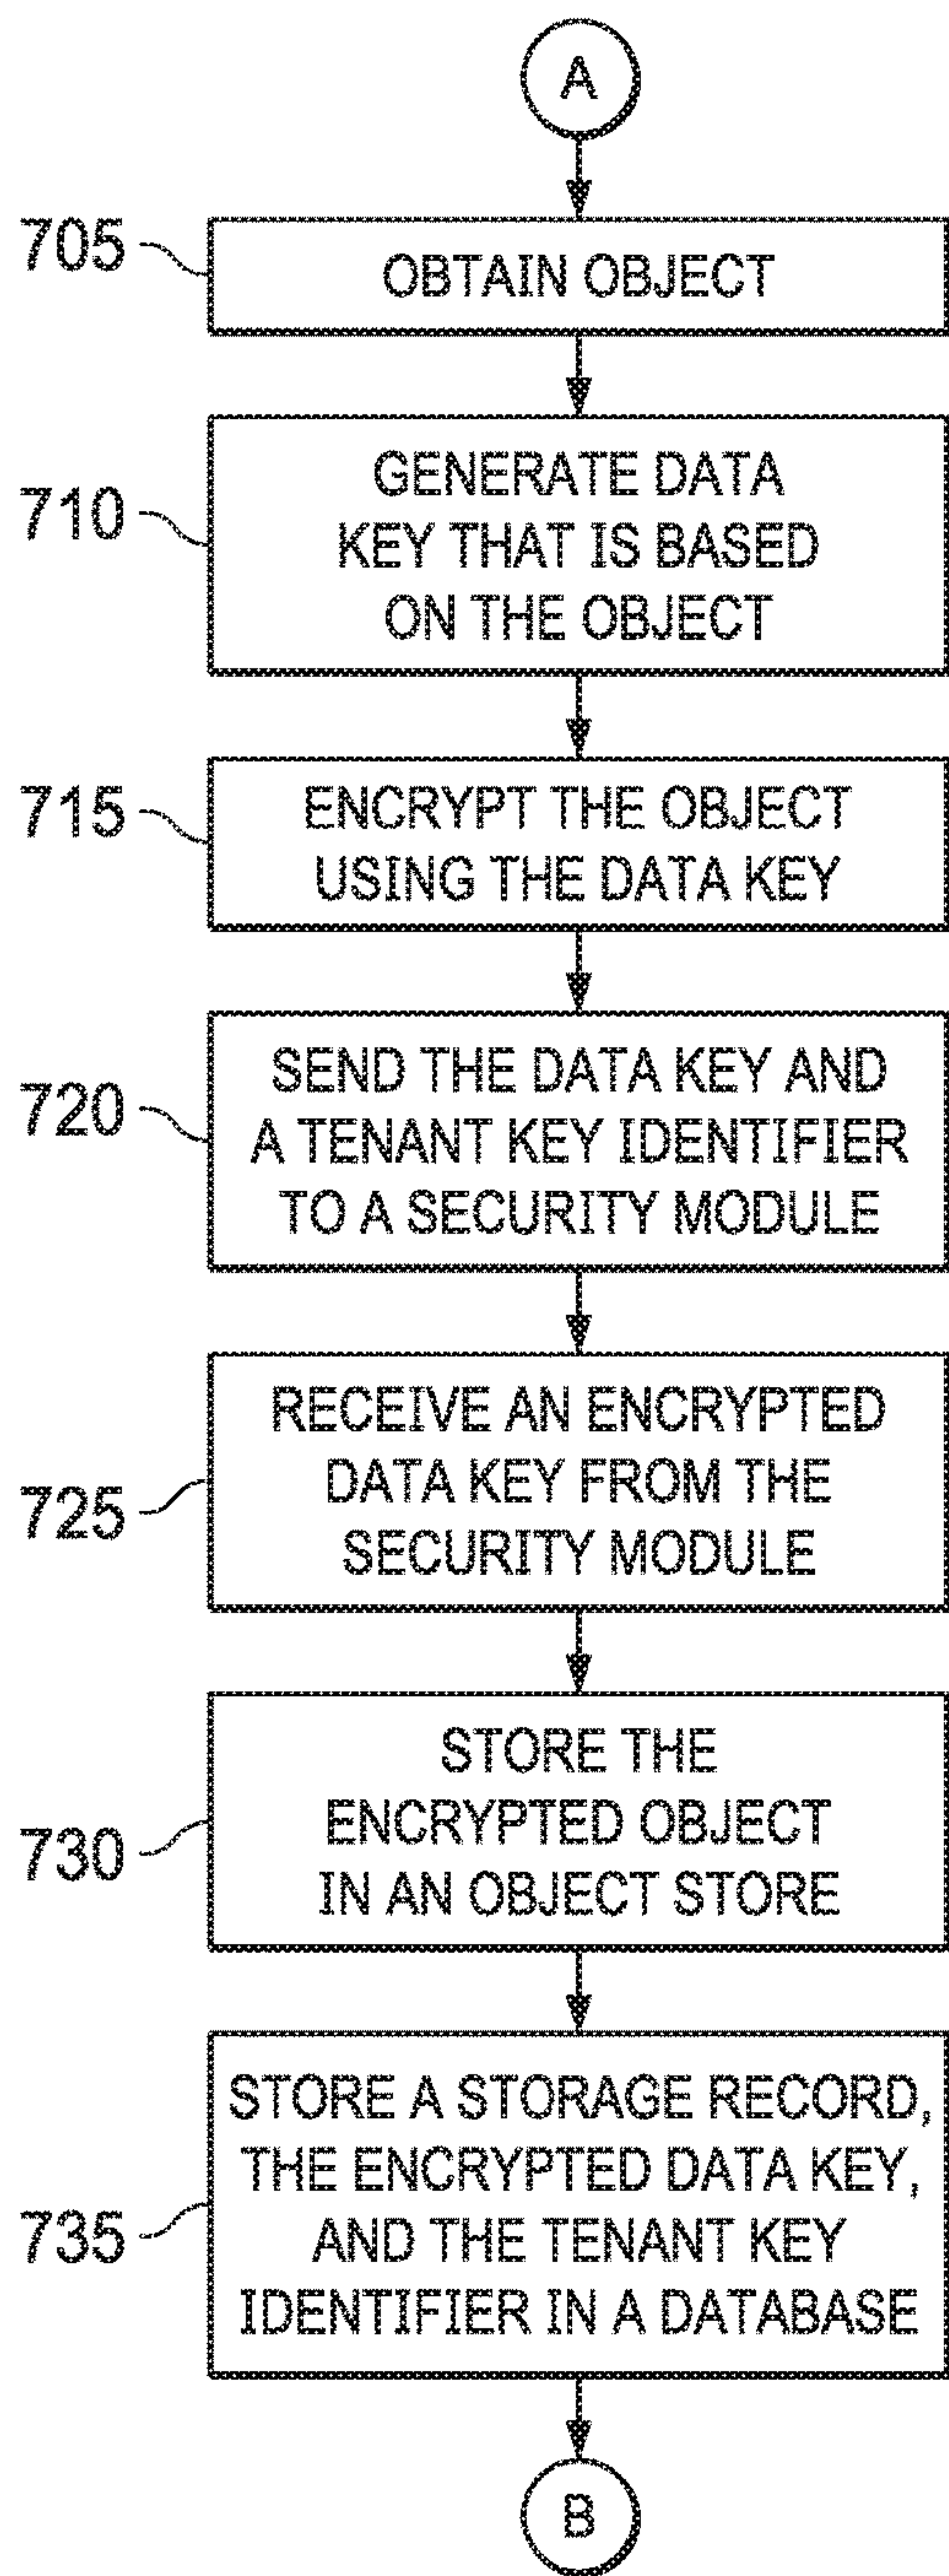 A
705
OBTAIN OBJECT
710
GENERATE DATA
KEY THAT IS BASED
ON THE OBJECT
715
ENCRYPT THE OBJECT
USING THE DATA KEY
720
SEND THE DATA KEY AND
A TENANT KEY IDENTIFIER
TO A SECURITY MODULE
725
RECEIVE AN ENCRYPTED
DATA KEY FROM THE
SECURITY MODULE
730
STORE THE
ENCRYPTED OBJECT
IN AN OBJECT STORE
735
STORE A STORAGE RECORD,
THE ENCRYPTED DATA KEY,
AND THE TENANT KEY
IDENTIFIER IN A DATABASE
B